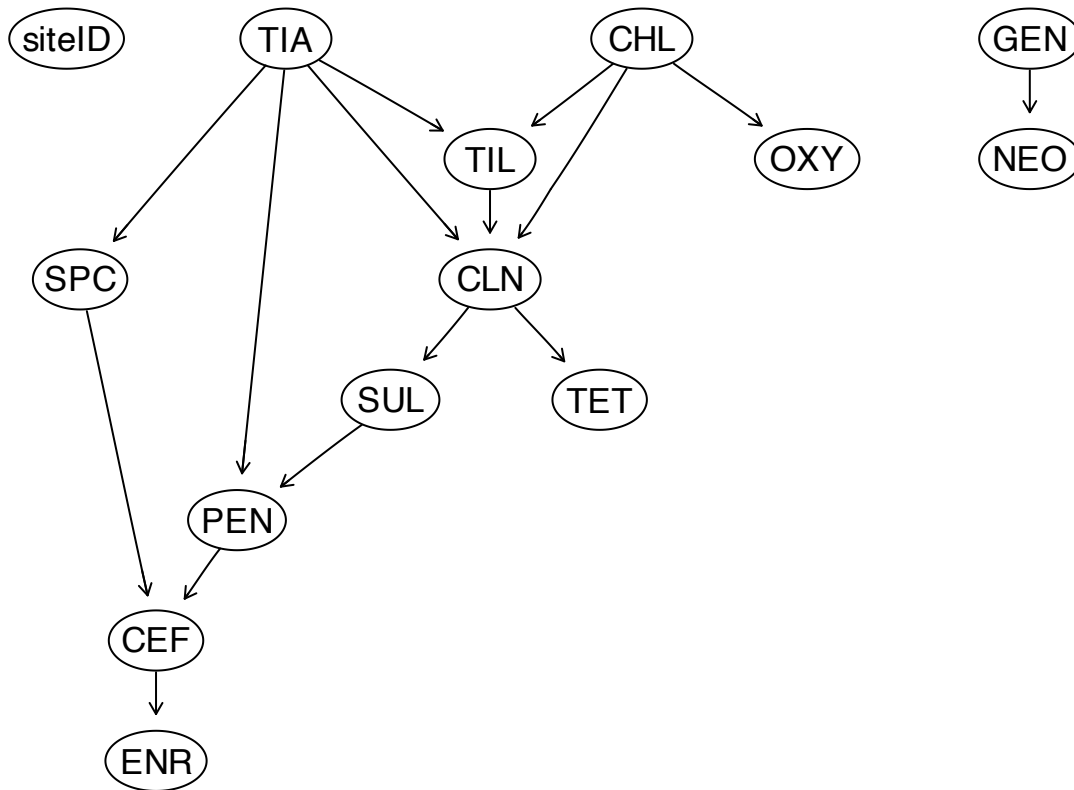 siteID TIA CHL GEN
TIL OXY NEO
SPC CLN
SUL TET
PEN
CEF
ENR